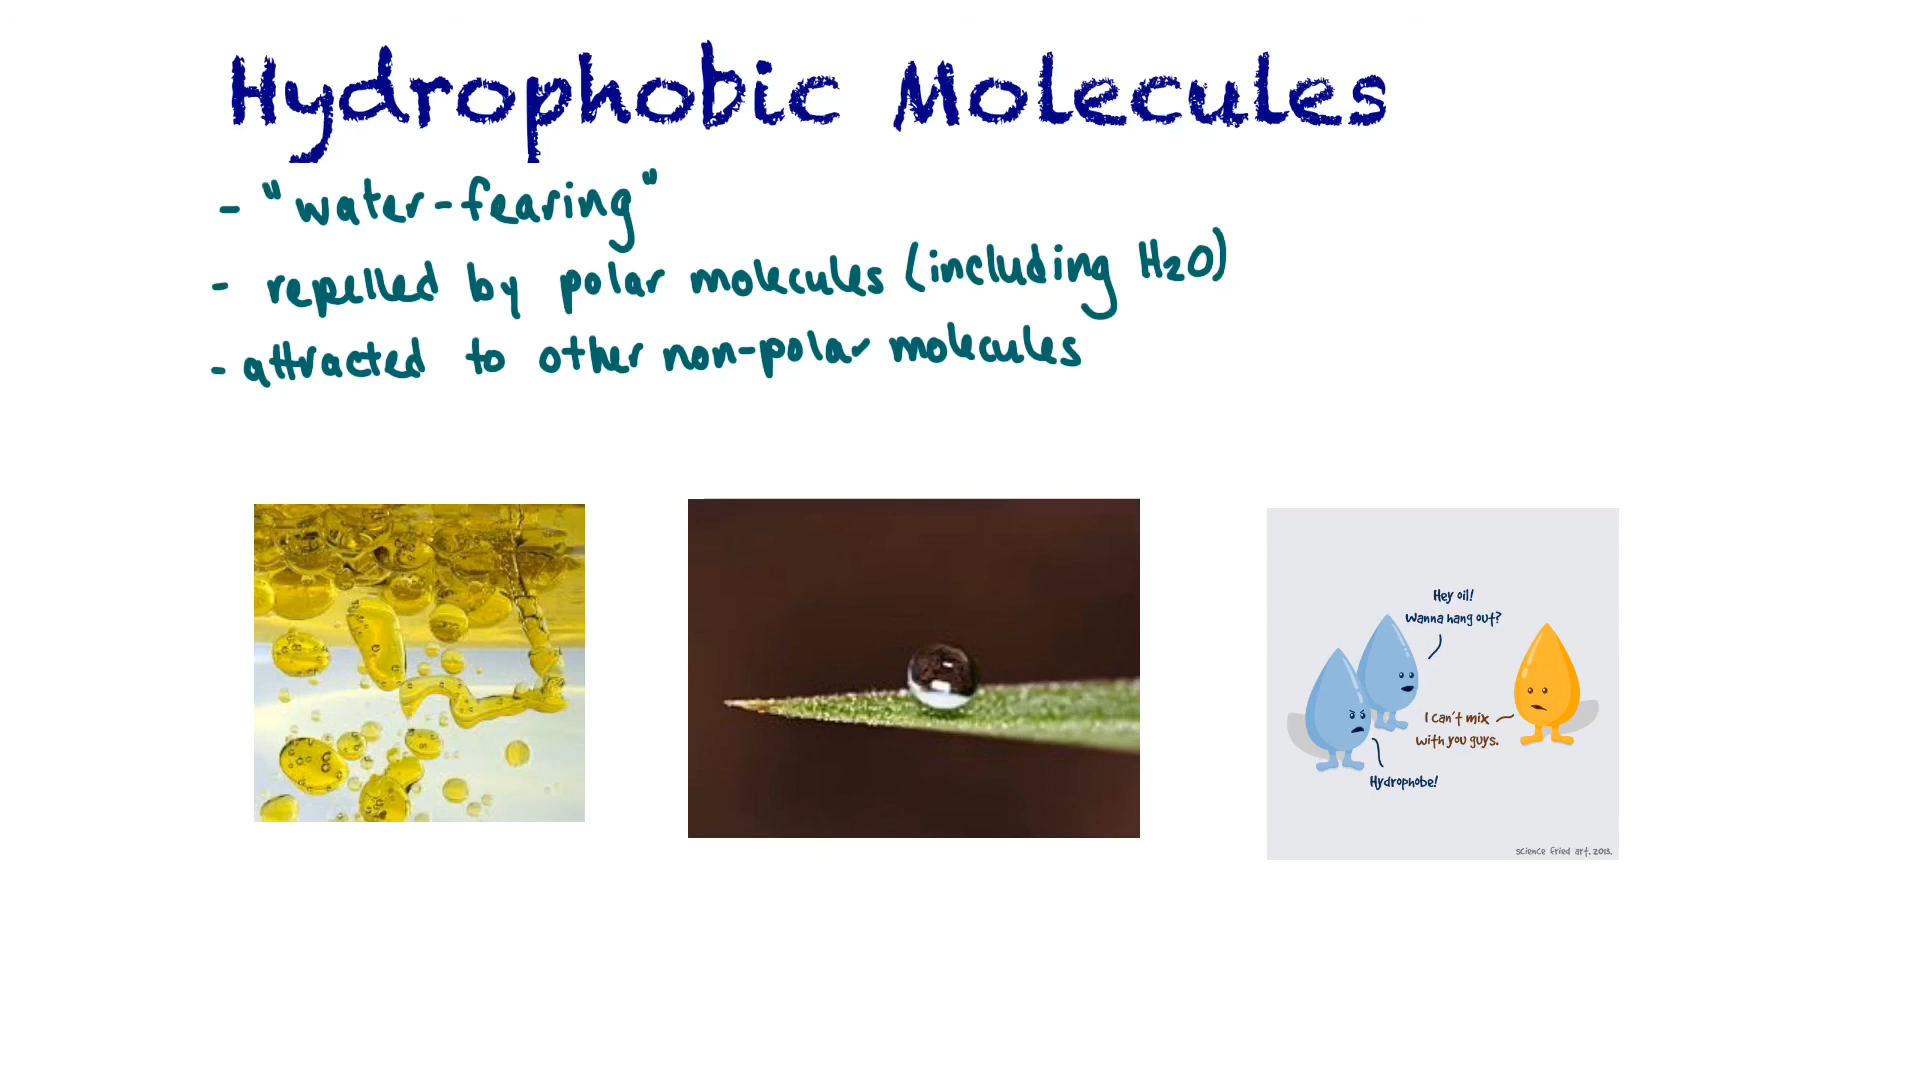 Hydrophobic Molecules
- "water-fearing"
- repelled by polar molecules (including H2O)
- attracted to other non-polar molecules
Hey oil!
Wanna hang out?
I can't mix
with you guys.
Hydrophobe!
science fried art. 2013.